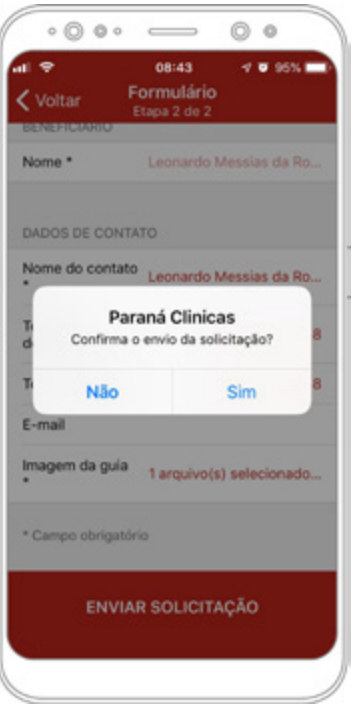 08:43
95%
Voltar
Formulário
Etapa 2 de 2
BENEFICIÁRIO
Nome *
Leonardo Messias da Ro...
DADOS DE CONTATO
Nome do contato
*
Leonardo Messias da Ro...
Paraná Clinicas
Confirma o envio da solicitação?
8
8
Não
Sim
E-mail
Imagem da guia
*
1 arquivo(s) selecionado...
* Campo obrigatório
ENVIAR SOLICITAÇÃO